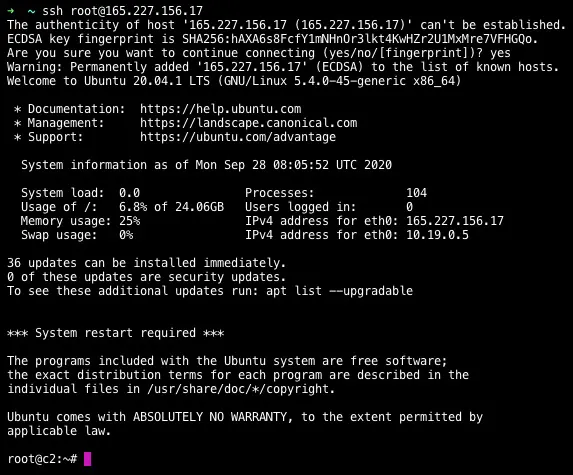 ➜  ~ ssh root@165.227.156.17
The authenticity of host '165.227.156.17 (165.227.156.17)' can't be established.
ECDSA key fingerprint is SHA256:hAXA6s8FcfY1mNHnOr3lkt4KwHZr2U1MxMre7VFHGQo.
Are you sure you want to continue connecting (yes/no/[fingerprint])? yes
Warning: Permanently added '165.227.156.17' (ECDSA) to the list of known hosts.
Welcome to Ubuntu 20.04.1 LTS (GNU/Linux 5.4.0-45-generic x86_64)

 * Documentation:  https://help.ubuntu.com
 * Management:     https://landscape.canonical.com
 * Support:        https://ubuntu.com/advantage

  System information as of Mon Sep 28 08:05:52 UTC 2020

  System load:  0.0               Processes:             104
  Usage of /:   6.8% of 24.06GB   Users logged in:       0
  Memory usage: 25%               IPv4 address for eth0: 165.227.156.17
  Swap usage:   0%                IPv4 address for eth0: 10.19.0.5

36 updates can be installed immediately.
0 of these updates are security updates.
To see these additional updates run: apt list --upgradable

*** System restart required ***

The programs included with the Ubuntu system are free software;
the exact distribution terms for each program are described in the
individual files in /usr/share/doc/*/copyright.

Ubuntu comes with ABSOLUTELY NO WARRANTY, to the extent permitted by
applicable law.

root@c2:~#